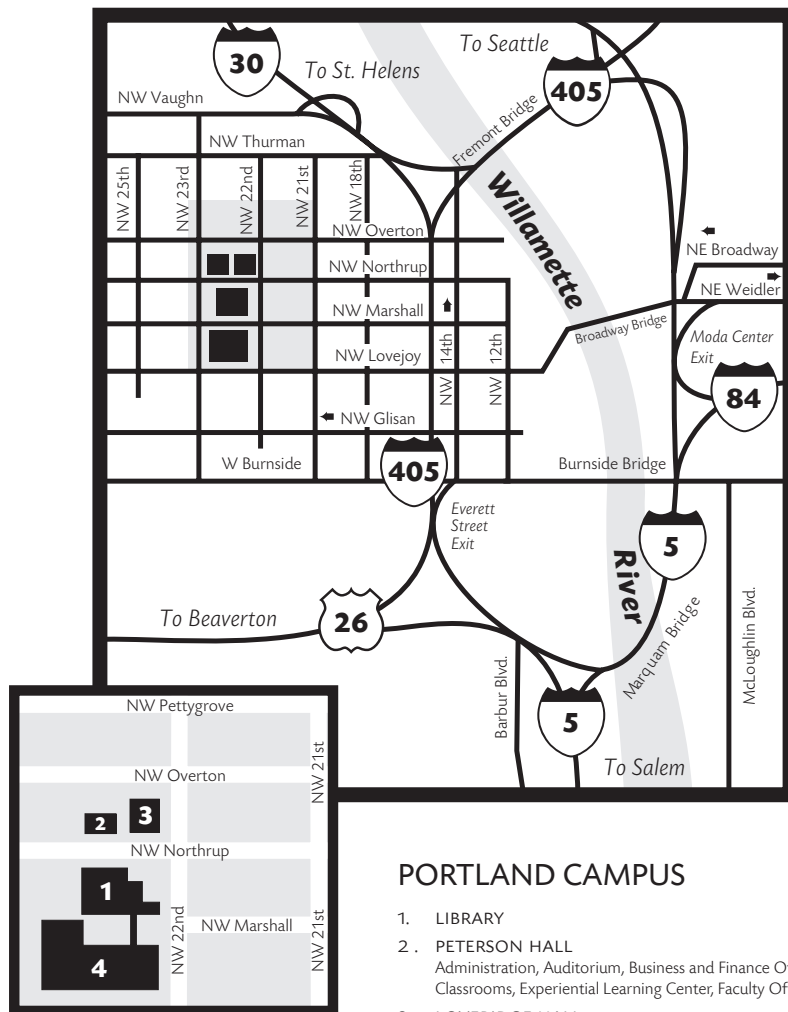 30
To St. Helens
To Seattle
405
NW Vaughn
Fremont Bridge
NW Thurman
NW 25th
NW 23rd
NW 22nd
NW 21st
NW 18th
Willamette
NW Overton
NE Broadway
NW Northrup
NE Weidler
NW Marshall
Broadway Bridge
Moda Center
Exit
NW 14th
NW 12th
NW Lovejoy
84
NW Glisan
W Burnside
405
Burnside Bridge
Everett
Street
Exit
5
River
To Beaverton
26
Marquam Bridge
McLoughlin Blvd.
Barbur Blvd.
5
To Salem
NW Pettygrove
NW 21st
NW Overton
2
3
NW Northrup
1
NW 22nd
NW Marshall
NW 21st
4
PORTLAND CAMPUS
1. LIBRARY
2. PETERSON HALL
Administration, Auditorium, Business and Finance
Classrooms, Experiential Learning Center, Faculty